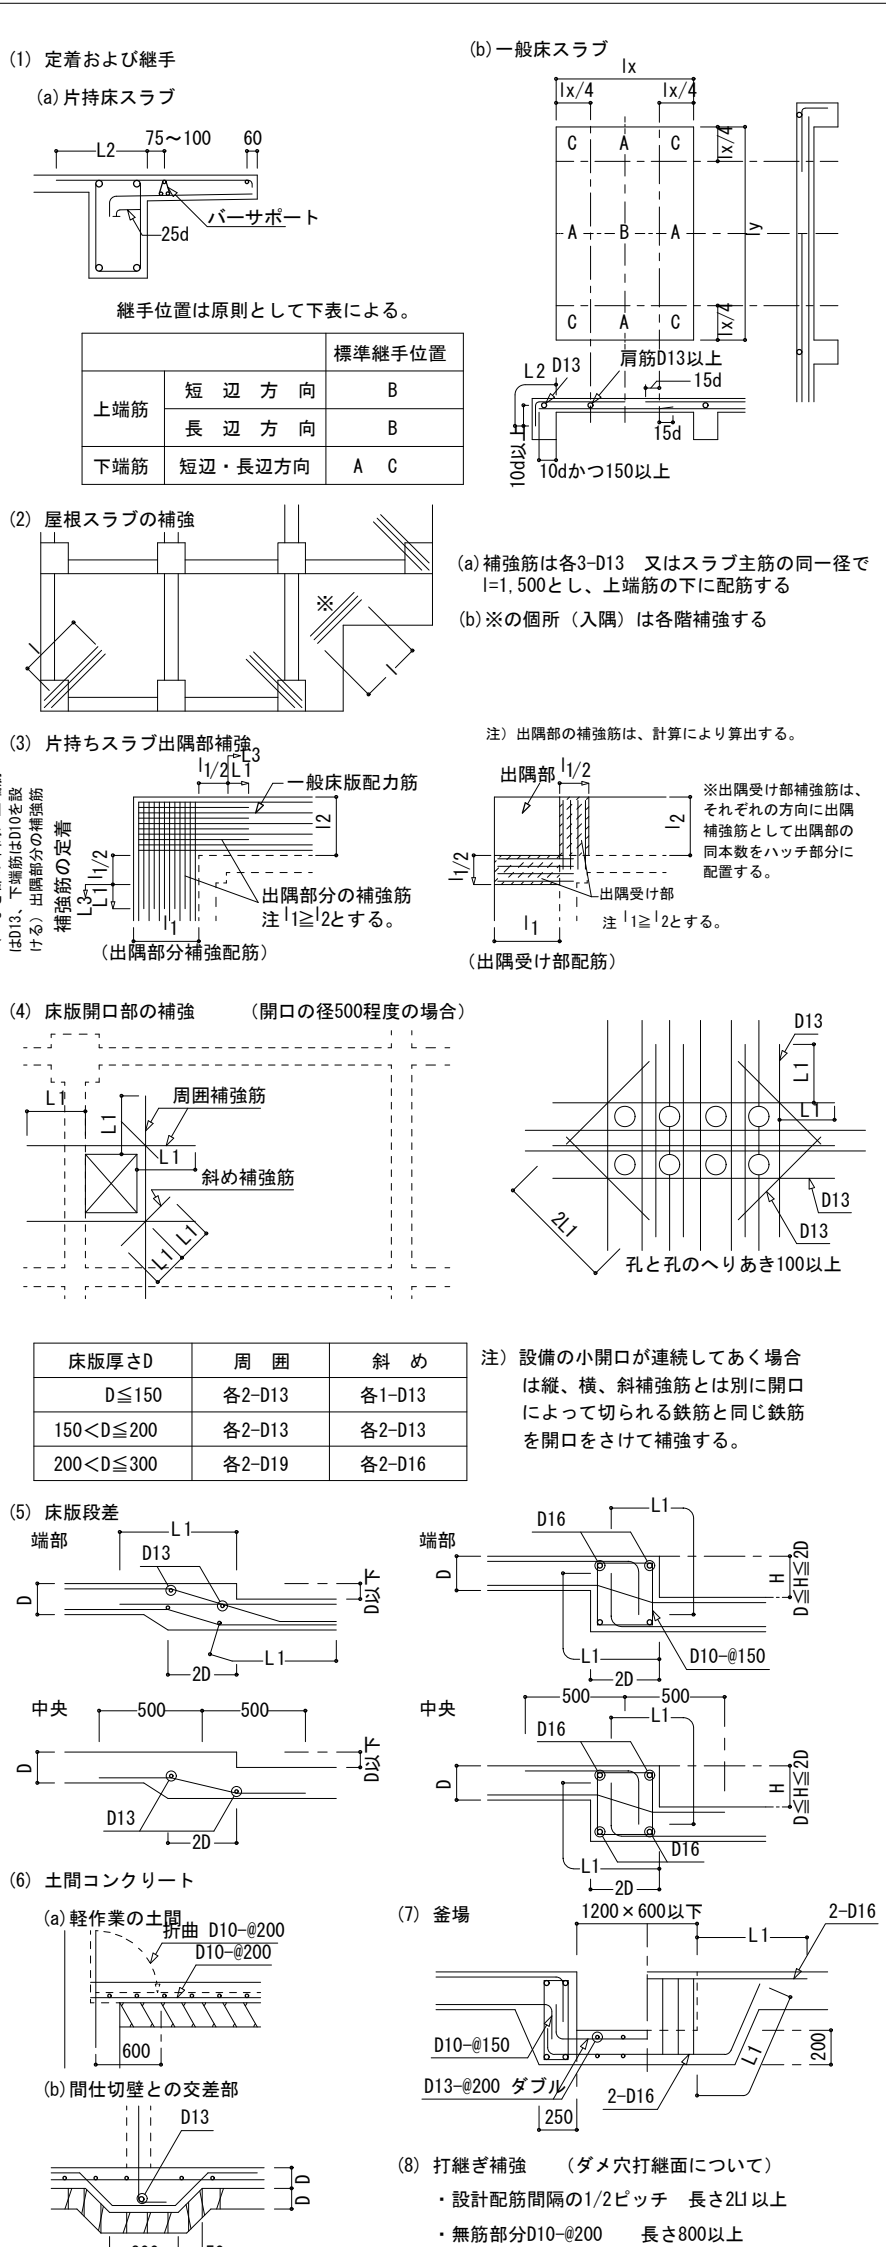 (1) 定着および継手
(a)片持床スラブ
L2
75～100
60
バーサポート
25d
継手位置は原則として下表による。
標準継手位置
上端筋
短 辺 方 向
B
長 辺 方 向
B
下端筋
短辺・長辺方向
A C
(b)一般床スラブ
lx
lx/4
lx/4
C A C
lx/4
A B A
ly
C A C
lx/4
L2
D13
肩筋D13以上
15d
15d
10d以上
10dかつ150以上
(2) 屋根スラブの補強
※
l
l
(a)補強筋は各3-D13 又はスラブ主筋の同一径で
l=1,500とし、上端筋の下に配筋する
(b)※の個所（入隅）は各階補強する
(3) 片持ちスラブ出隅部補強
l1/2
L3
L1
一般床版配力筋
l2
l1/2
L3
L1
はD13、下端筋はD10を設
ける）出隅部分の補強筋
補強筋の定着
出隅部分の補強筋
注 l1≧l2とする。
l1
（出隅部分補強配筋）
注）出隅部の補強筋は、計算により算出する。
出隅部
l1/2
l2
l1/2
※出隅受け部補強筋は、
それぞれの方向に出隅
補強筋として出隅部の
同本数をハッチ部分に
配置する。
出隅受け部
注 l1≧l2とする。
l1
（出隅受け部配筋）
(4) 床版開口部の補強 （開口の径500程度の場合）
L1
L1
周囲補強筋
L1
斜め補強筋
L1
L1
D13
L1
L1
D13
D13
2L1
孔と孔のへりあき100以上
床版厚さD
周 囲
斜 め
D≦150
各2-D13
各1-D13
150＜D≦200
各2-D13
各2-D13
200＜D≦300
各2-D19
各2-D16
注）設備の小開口が連続してあく場合
は縦、横、斜補強筋とは別に開口
によって切られる鉄筋と同じ鉄筋
を開口をさけて補強する。
(5) 床版段差
端部
L1
D13
D
D以下
L1
2D
中央
500
500
D
D以下
D13
2D
端部
D16
L1
D
H
D≦H≦2D
L1
D10-@150
2D
中央
500
500
L1
D16
D
H
D≦H≦2D
L1
D16
2D
(6) 土間コンクリート
(a)軽作業の土間
折曲 D10-@200
D10-@200
600
(b)間仕切壁との交差部
D13
D
D
(7) 釜場
1200×600以下
2-D16
L1
D10-@150
D13-@200 ダブル
2-D16
L1
200
250
(8) 打継ぎ補強 （ダメ穴打継面について）
・設計配筋間隔の1/2ピッチ 長さ2L1以上
・無筋部分D10-@200 長さ800以上